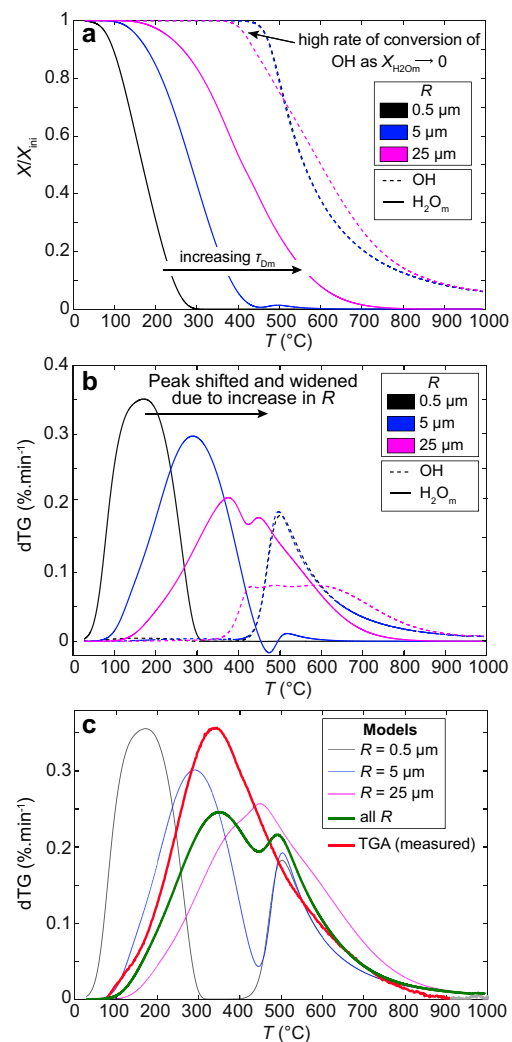 a
high rate of conversion of
OH as X_H2Om → 0
R
0.5 µm
5 µm
25 µm
OH
H₂Oₘ
increasing τ_Dm
X/X_ini
1
0.8
0.6
0.4
0.2
0
0 100 200 300 400 500 600 700 800 900 1000
T (°C)
b
Peak shifted and widened
due to increase in R
R
0.5 µm
5 µm
25 µm
OH
H₂Oₘ
dTG (%.min⁻¹)
0.4
0.3
0.2
0.1
0
0 100 200 300 400 500 600 700 800 900 1000
T (°C)
c
Models
R = 0.5 µm
R = 5 µm
R = 25 µm
all R
TGA (measured)
dTG (%.min⁻¹)
0.3
0.2
0.1
0
0 100 200 300 400 500 600 700 800 900 1000
T (°C)